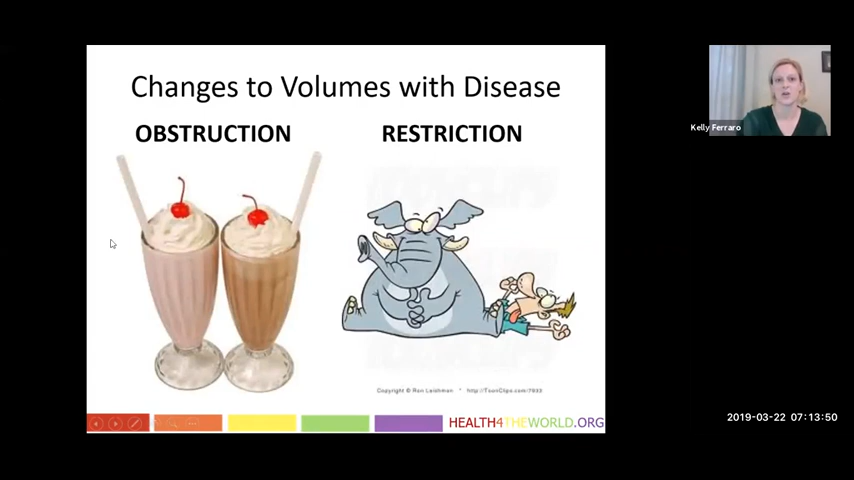 Changes to Volumes with Disease
OBSTRUCTION
RESTRICTION
Kelly Ferraro
Copyright © Ron Leishman * http://ToonClips.com/7933
HEALTH4THEWORLD.ORG
2019-03-22 07:13:50